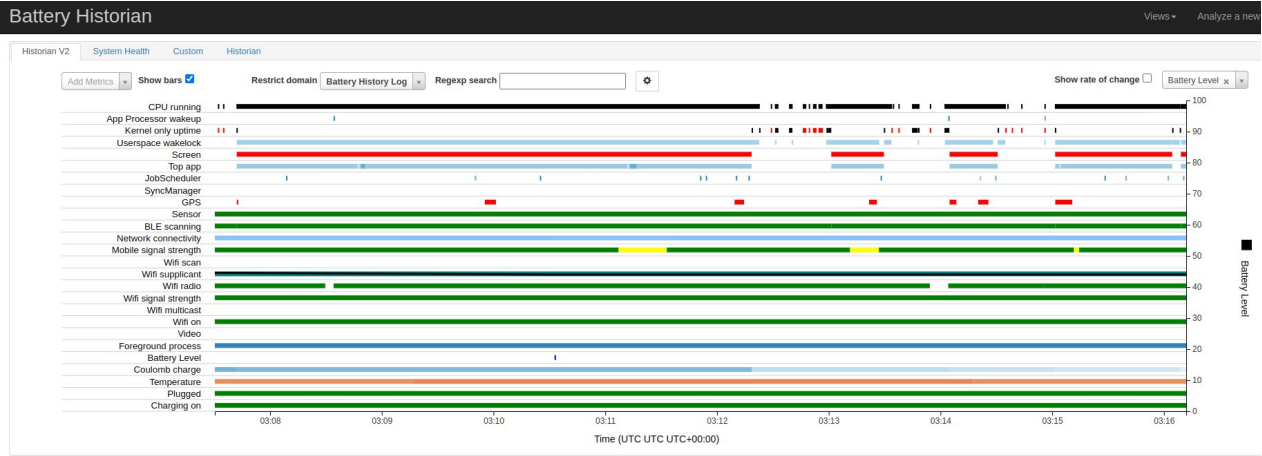 Battery Historian
Views
Analyze a new
Historian V2 System Health Custom Historian
Add Metrics Show bars Restrict domain Battery History Log Regexp search Show rate of change Battery Level ×
CPU running
App Processor wakeup
Kernel only uptime
Userspace wakelock
Screen
Top app
JobScheduler
SyncManager
GPS
Sensor
BLE scanning
Network connectivity
Mobile signal strength
Wifi scan
Wifi supplicant
Wifi radio
Wifi signal strength
Wifi multicast
Wifi on
Video
Foreground process
Battery Level
Coulomb charge
Temperature
Plugged
Charging on
100
90
80
70
60
50
40
30
20
10
0
Battery Level
03:08 03:09 03:10 03:11 03:12 03:13 03:14 03:15 03:16
Time (UTC UTC UTC+00:00)